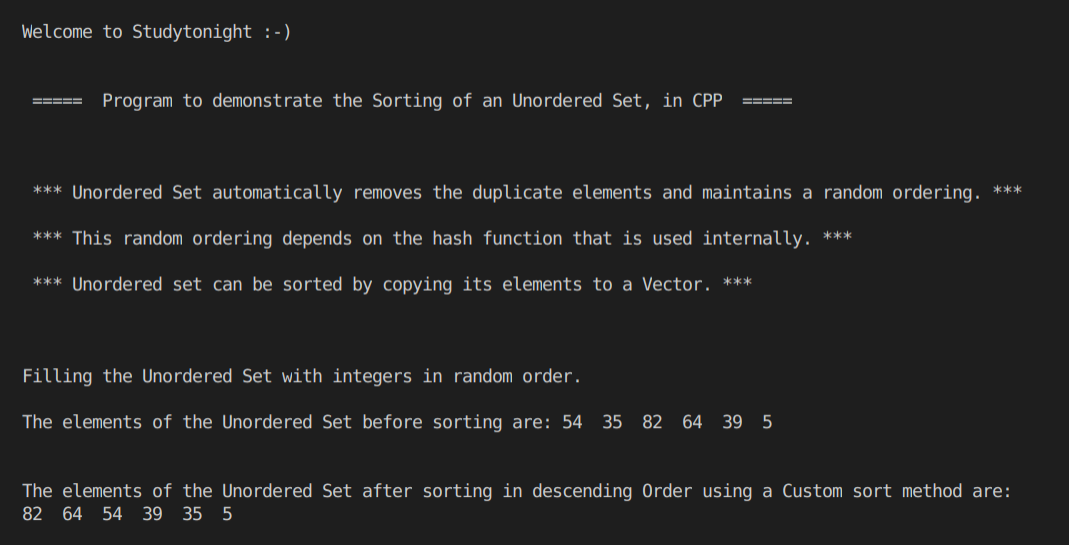 Welcome to Studytonight :-)
===== Program to demonstrate the Sorting of an Unordered Set, in CPP =====
*** Unordered Set automatically removes the duplicate elements and maintains a random ordering. ***
*** This random ordering depends on the hash function that is used internally. ***
*** Unordered set can be sorted by copying its elements to a Vector. ***
Filling the Unordered Set with integers in random order.
The elements of the Unordered Set before sorting are: 54 35 82 64 39 5
The elements of the Unordered Set after sorting in descending Order using a Custom sort method are:
82 64 54 39 35 5